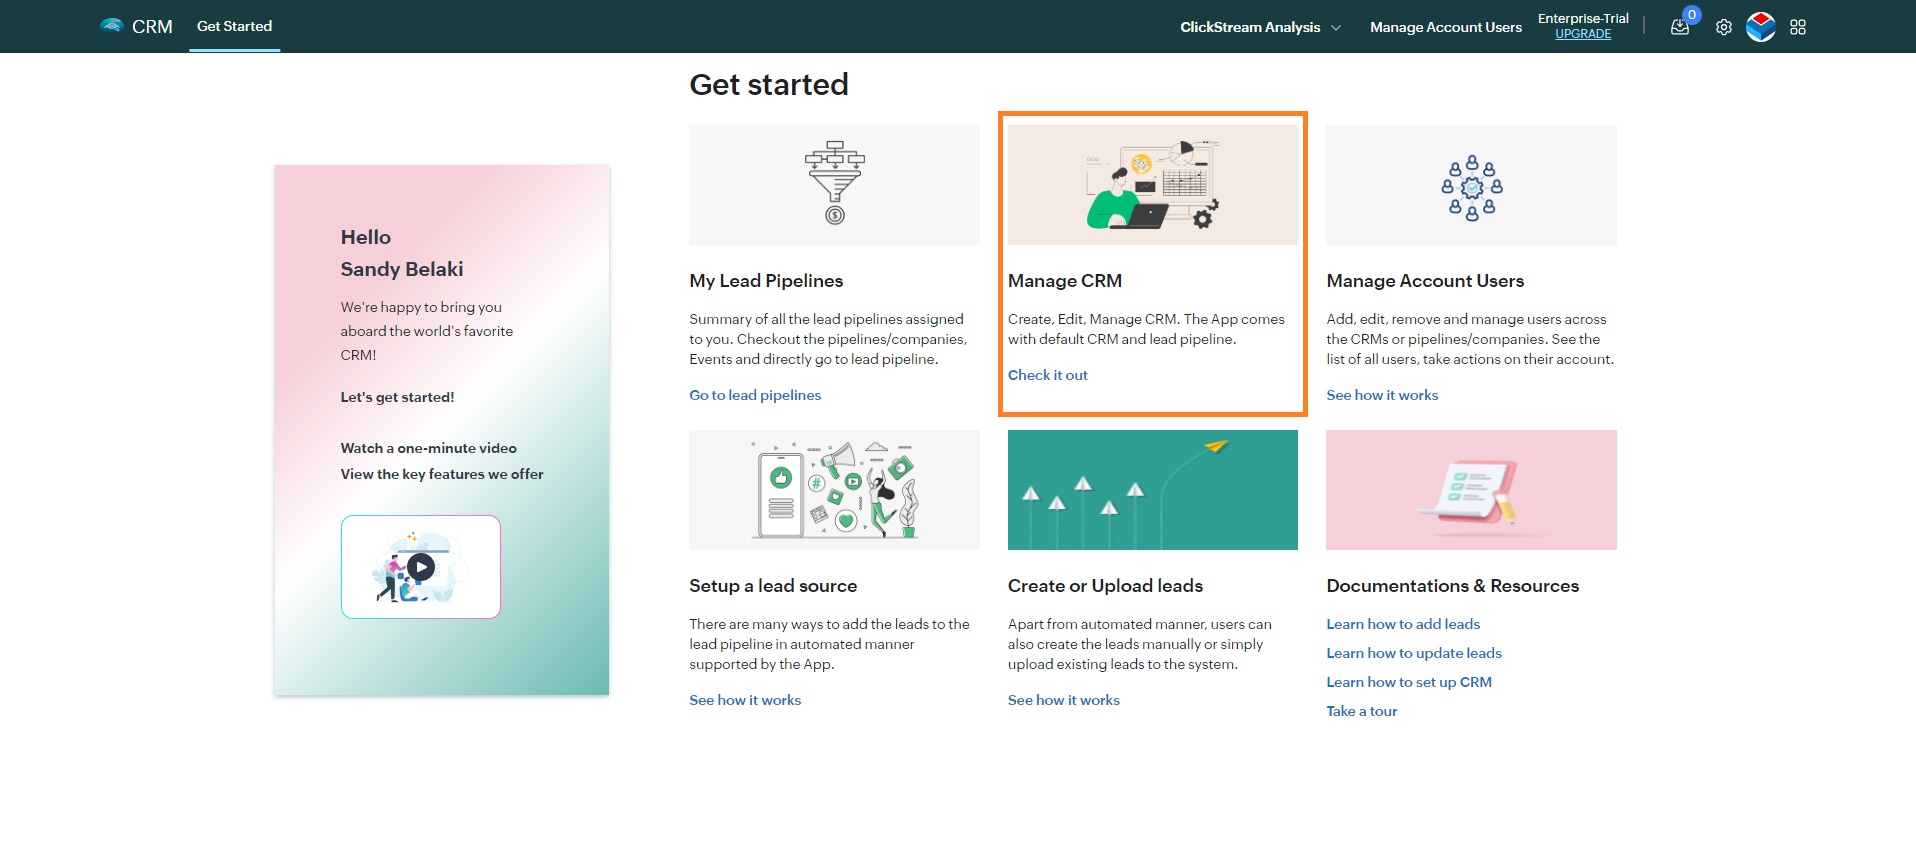 CRM
Get Started
ClickStream Analysis
Manage Account Users
Enterprise-Trial
UPGRADE
0
Get started
Hello
Sandy Belaki
We're happy to bring you
aboard the world's favorite
CRM!
Let's get started!
Watch a one-minute video
View the key features we offer
My Lead Pipelines
Summary of all the lead pipelines assigned
to you. Checkout the pipelines/companies,
Events and directly go to lead pipeline.
Go to lead pipelines
Manage CRM
Create, Edit, Manage CRM. The App comes
with default CRM and lead pipeline.
Check it out
Manage Account Users
Add, edit, remove and manage users across
the CRMs or pipelines/companies. See the
list of all users, take actions on their account.
See how it works
#
Setup a lead source
There are many ways to add the leads to the
lead pipeline in automated manner
supported by the App.
See how it works
Create or Upload leads
Apart from automated manner, users can
also create the leads manually or simply
upload existing leads to the system.
See how it works
Documentations & Resources
Learn how to add leads
Learn how to update leads
Learn how to set up CRM
Take a tour